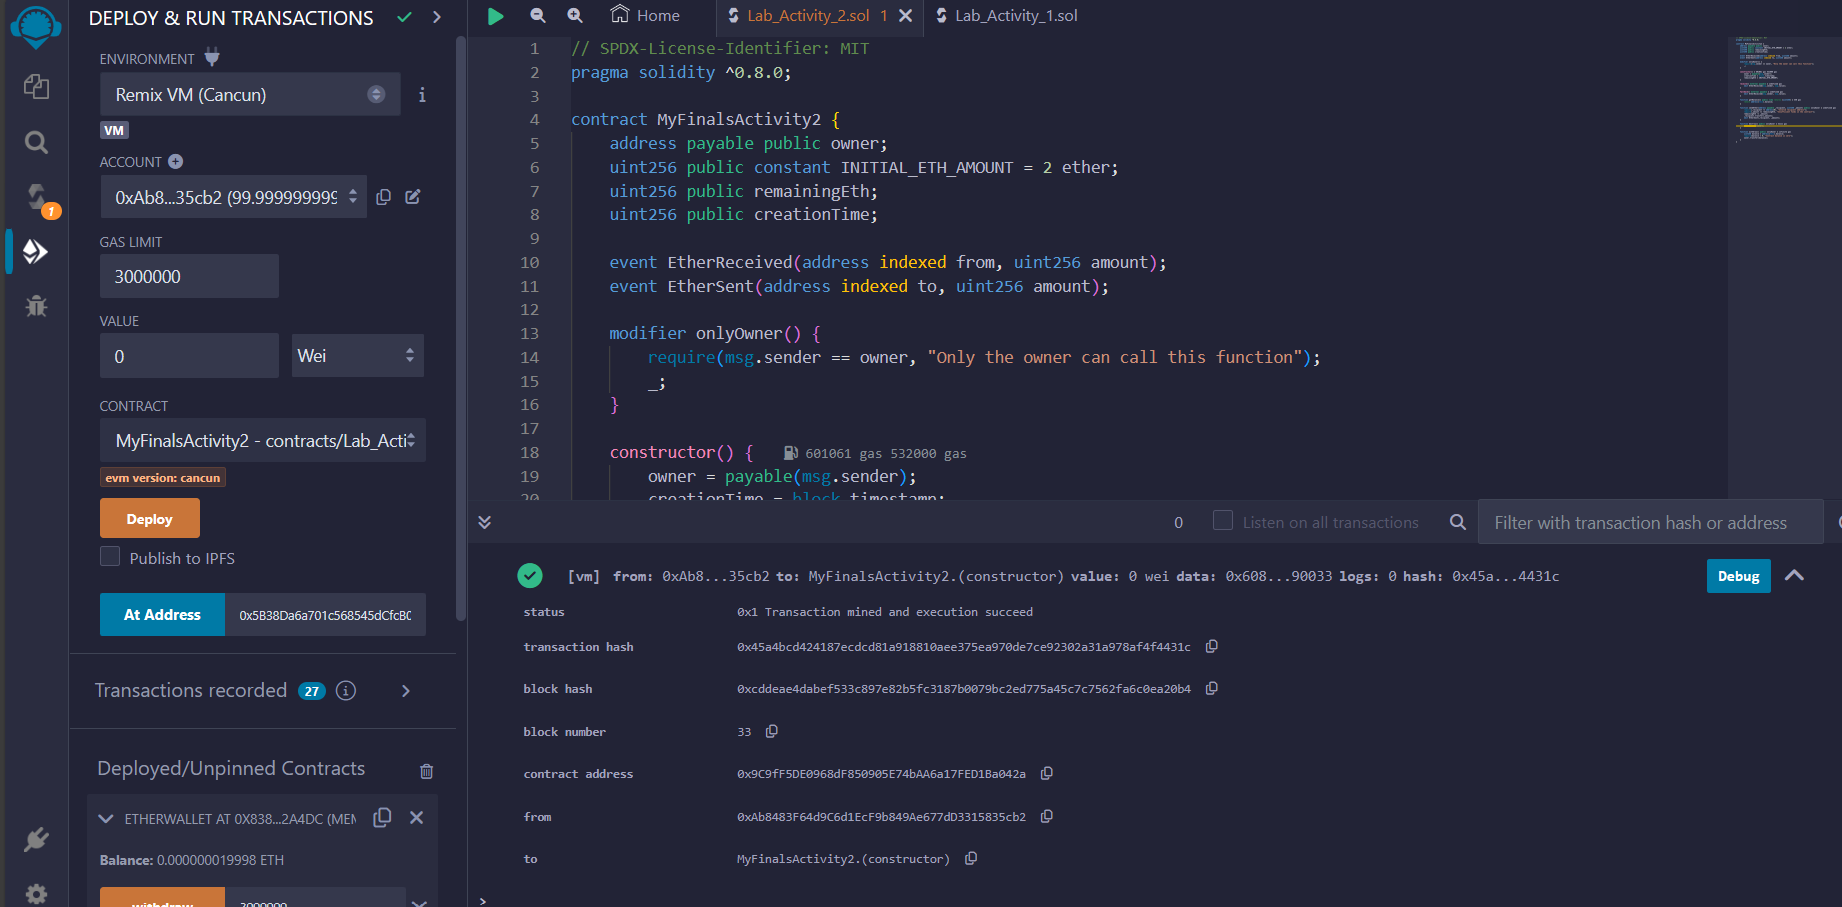 DEPLOY & RUN TRANSACTIONS
ENVIRONMENT
Remix VM (Cancun)
VM
ACCOUNT
0xAb8...35cb2 (99.999999999
GAS LIMIT
3000000
VALUE
0
Wei
CONTRACT
MyFinalsActivity2 - contracts/Lab_Acti
evm version: cancun
Deploy
Publish to IPFS
At Address
0x5B38Da6a701c568545dCfcB0
Transactions recorded 27
Deployed/Unpinned Contracts
ETHERWALLET AT 0X838...2A4DC (MEM
Balance: 0.000000019998 ETH
withdraw
3000000
1
Home
Lab_Activity_2.sol 1
Lab_Activity_1.sol
1 // SPDX-License-Identifier: MIT
2 pragma solidity ^0.8.0;
3
4 contract MyFinalsActivity2 {
5 address payable public owner;
6 uint256 public constant INITIAL_ETH_AMOUNT = 2 ether;
7 uint256 public remainingEth;
8 uint256 public creationTime;
9
10 event EtherReceived(address indexed from, uint256 amount);
11 event EtherSent(address indexed to, uint256 amount);
12
13 modifier onlyOwner() {
14 require(msg.sender == owner, "Only the owner can call this function");
15 _;
16 }
17
18 constructor() { 601061 gas 532000 gas
19 owner = payable(msg.sender);
20 creationTime = block.timestamp;
0
Listen on all transactions
Filter with transaction hash or address
[vm] from: 0xAb8...35cb2 to: MyFinalsActivity2.(constructor) value: 0 wei data: 0x608...90033 logs: 0 hash: 0x45a...4431c
Debug
status 0x1 Transaction mined and execution succeed
transaction hash 0x45a4bcd424187ecdcd81a918810aee375ea970de7ce92302a31a978af4f4431c
block hash 0xcddeae4dabef533c897e82b5fc3187b0079bc2ed775a45c7c7562fa6c0ea20b4
block number 33
contract address 0x9C9fF5DE0968dF850905E74bAA6a17FED1Ba042a
from 0xAb8483F64d9C6d1EcF9b849Ae677dD3315835cb2
to MyFinalsActivity2.(constructor)
>